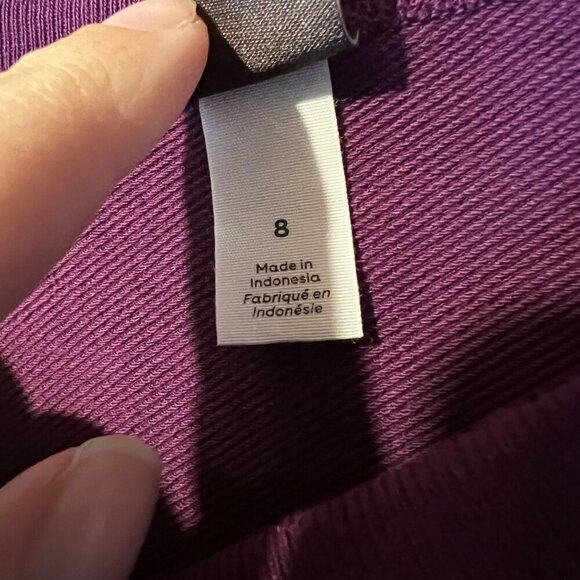 8
Made in
Indonesia
Fabriqué en
Indonésie